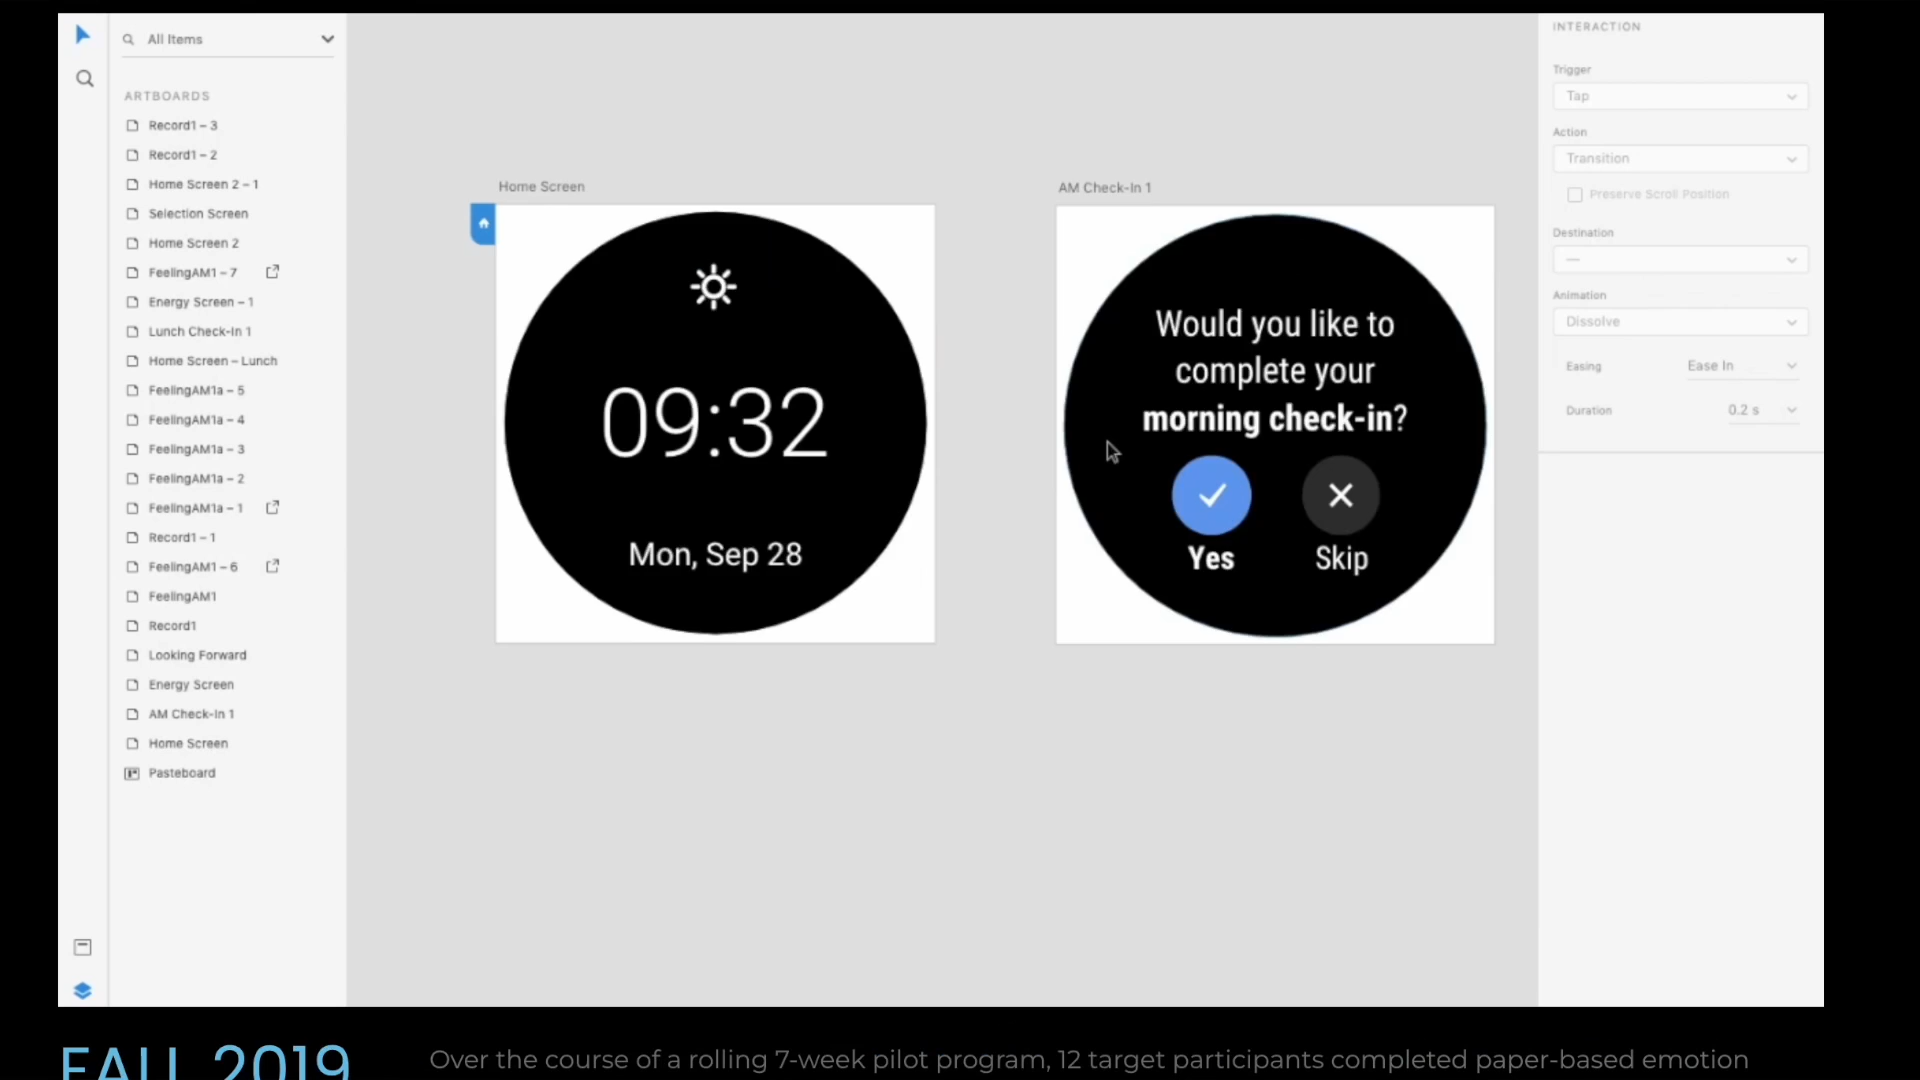 All Items
ARTBOARDS
Record1 – 3
Record1 – 2
Home Screen 2 – 1
Selection Screen
Home Screen 2
FeelingAM1 – 7
Energy Screen – 1
Lunch Check-In 1
Home Screen – Lunch
FeelingAM1a – 5
FeelingAM1a – 4
FeelingAM1a – 3
FeelingAM1a – 2
FeelingAM1a – 1
Record1 – 1
FeelingAM1 – 6
FeelingAM1
Record1
Looking Forward
Energy Screen
AM Check-In 1
Home Screen
Pasteboard
Home Screen
09:32
Mon, Sep 28
AM Check-In 1
Would you like to
complete your
morning check-in?
Yes
Skip
INTERACTION
Trigger
Tap
Action
Transition
Preserve Scroll Position
Destination
—
Animation
Dissolve
Easing
Ease In
Duration
0.2 s
FALL 2019
Over the course of a rolling 7-week pilot program, 12 target participants completed paper-based emotion